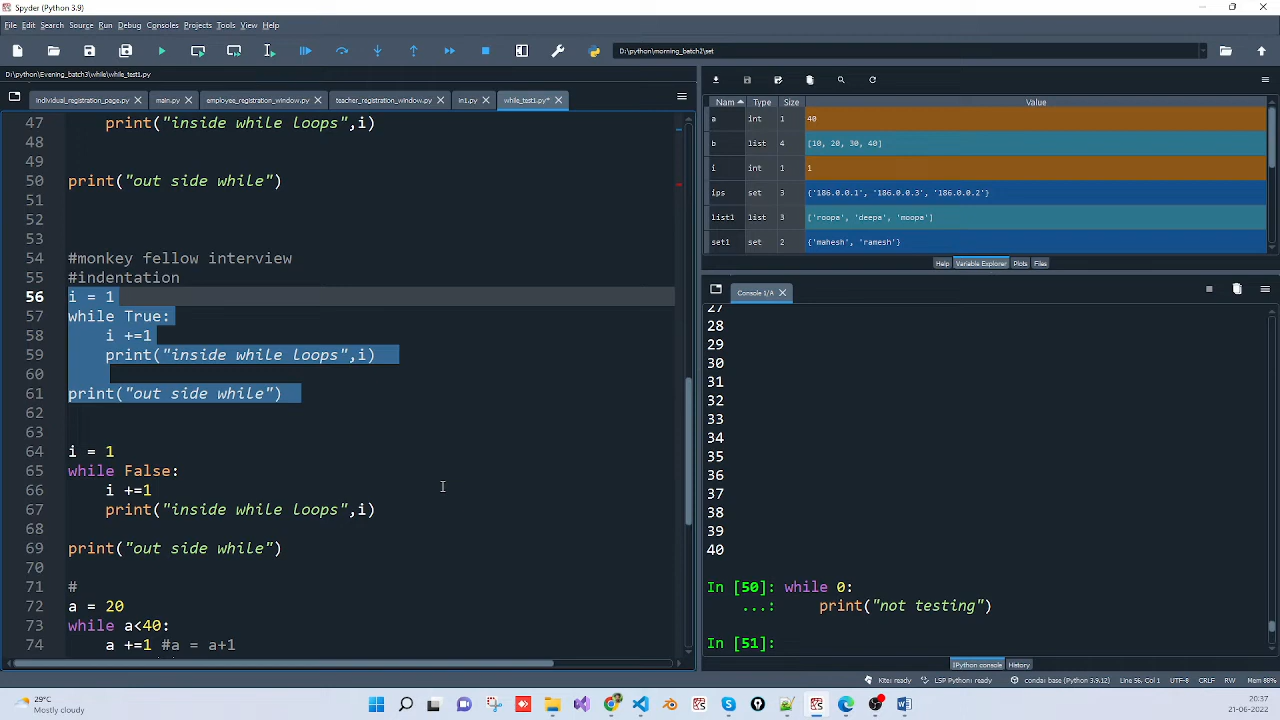 Spyder (Python 3.9)
File Edit Search Source Run Debug Consoles Projects Tools View Help
D:\python\morning_batch2\set
D:\python\Evening_batch3\while\while_test1.py
individual_registration_page.py main.py employee_registration_window.py teacher_registration_window.py ln1.py while_test1.py*
47 print("inside while loops",i)
48
49
50 print("out side while")
51
52
53
54 #monkey fellow interview
55 #indentation
56 i = 1
57 while True:
58 i +=1
59 print("inside while loops",i)
60
61 print("out side while")
62
63
64 i = 1
65 while False:
66 i +=1
67 print("inside while loops",i)
68
69 print("out side while")
70
71 #
72 a = 20
73 while a<40:
74 a +=1 #a = a+1
Nam Type Size Value
a int 1 40
b list 4 [10, 20, 30, 40]
i int 1 1
ips set 3 {'186.0.0.1', '186.0.0.3', '186.0.0.2'}
list1 list 3 ['roopa', 'deepa', 'moopa']
set1 set 2 {'mahesh', 'ramesh'}
Help Variable Explorer Plots Files
Console 1/A
27
28
29
30
31
32
33
34
35
36
37
38
39
40
In [50]: while 0:
...: print("not testing")
In [51]:
IPython console History
Kite: ready LSP Python: ready conda: base (Python 3.9.12) Line 56, Col 1 UTF-8 CRLF RW Mem 88%
29°C
Mostly cloudy
20:37
21-06-2022